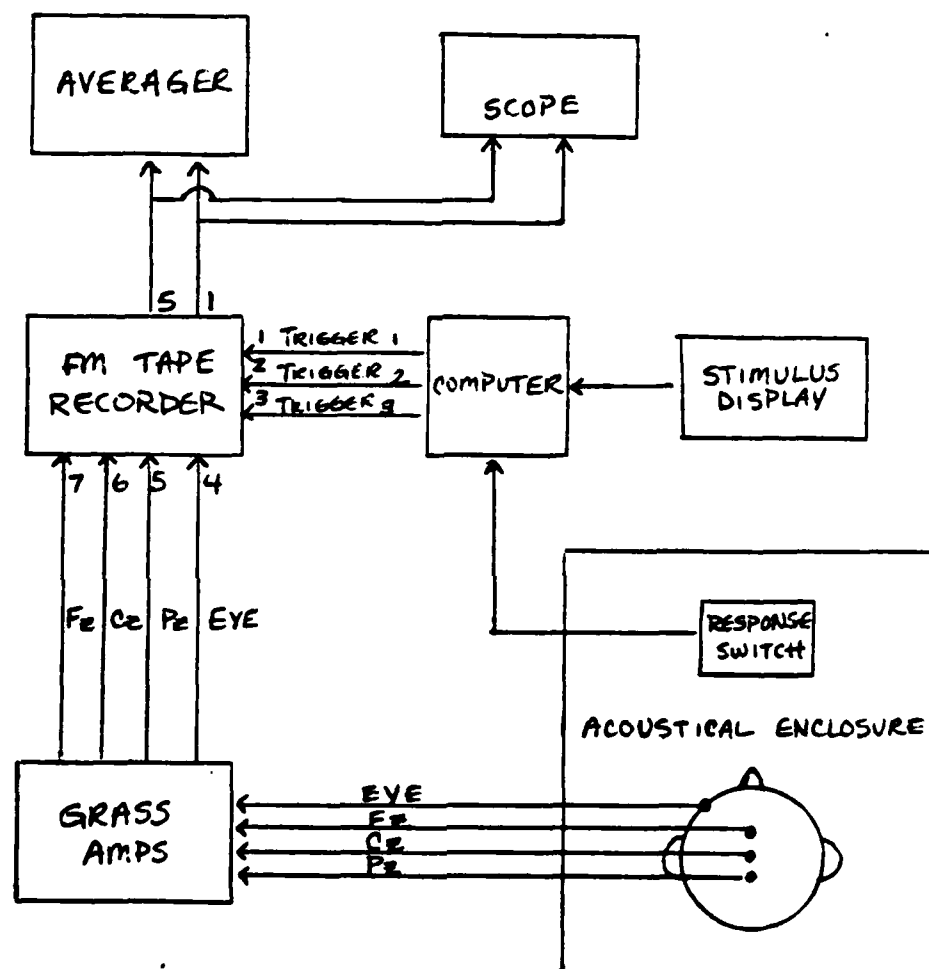 AVERAGER
SCOPE
5 1
FM TAPE
RECORDER
1 TRIGGER 1
2 TRIGGER 2
3 TRIGGER 3
COMPUTER
STIMULUS
DISPLAY
7 6 5 4
Fz Cz Pz EYE
RESPONSE
SWITCH
ACOUSTICAL ENCLOSURE
GRASS
AMPS
EYE
Fz
Cz
Pz